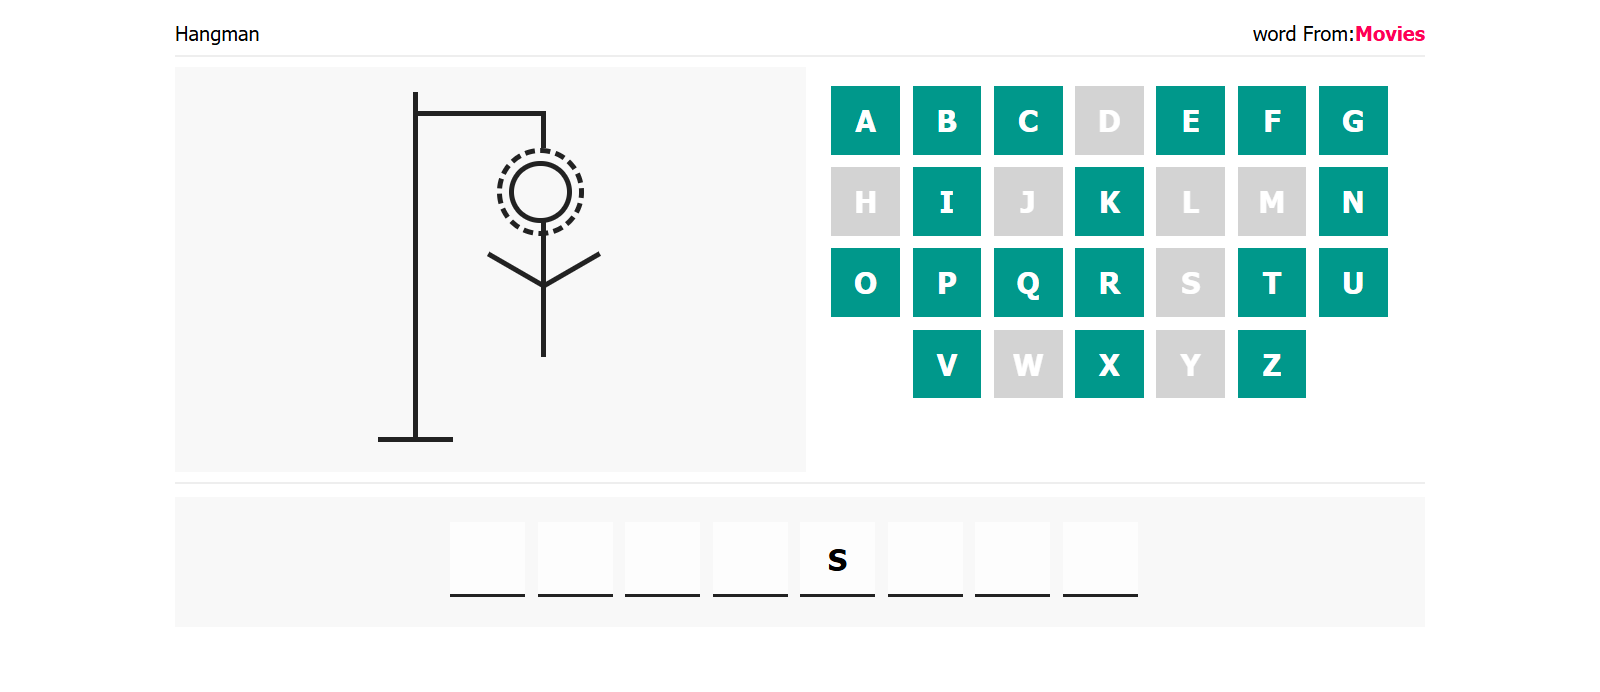 Hangman
word From:Movies
A B C D E F G
H I J K L M N
O P Q R S T U
V W X Y Z
S